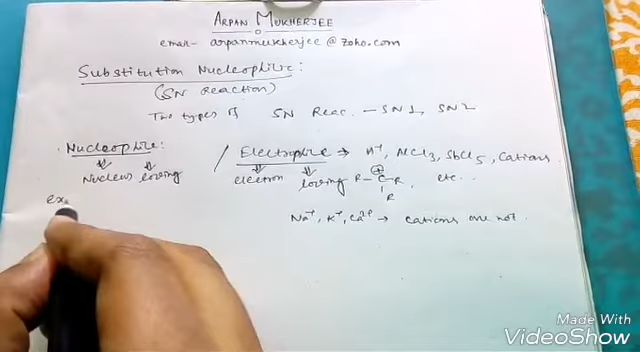 ARPAN MUKHERJEE
email- arpanmukherjee@zoho.com
Substitution Nucleophilic:
(SN Reaction)
Two types of SN Reac. - SN1, SN2
Nucleophile: / Electrophile → H+, AlCl3, SbCl5, Cations
Nucleus loving electron loving R-C-R, etc..
⊕
R
ex:
Na+, K+, Ca2+ → cations are not.
Made With
VideoShow